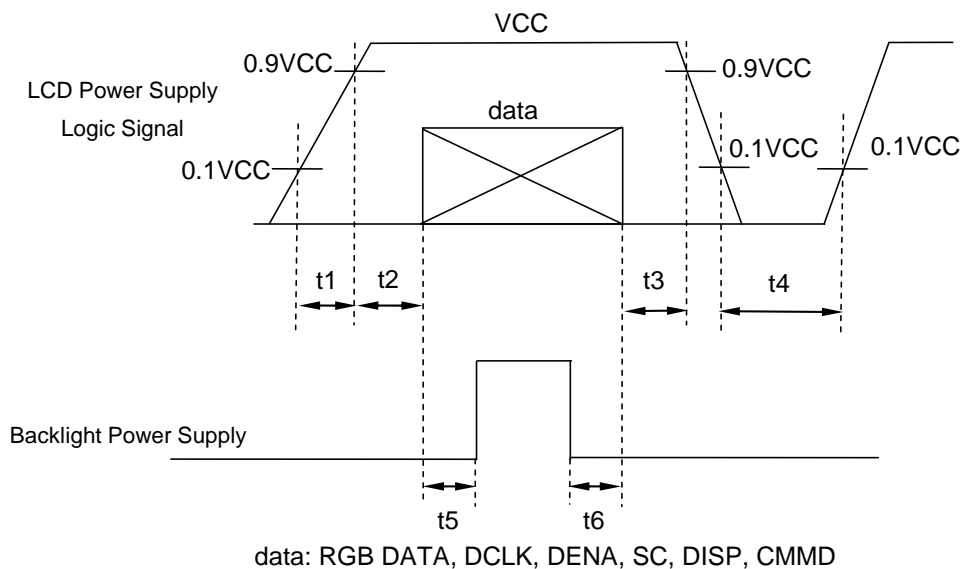 VCC
0.9VCC
0.9VCC
LCD Power Supply
Logic Signal
data
0.1VCC
0.1VCC
0.1VCC
t1
t2
t3
t4
Backlight Power Supply
t5
t6
data: RGB DATA, DCLK, DENA, SC, DISP, CMMD